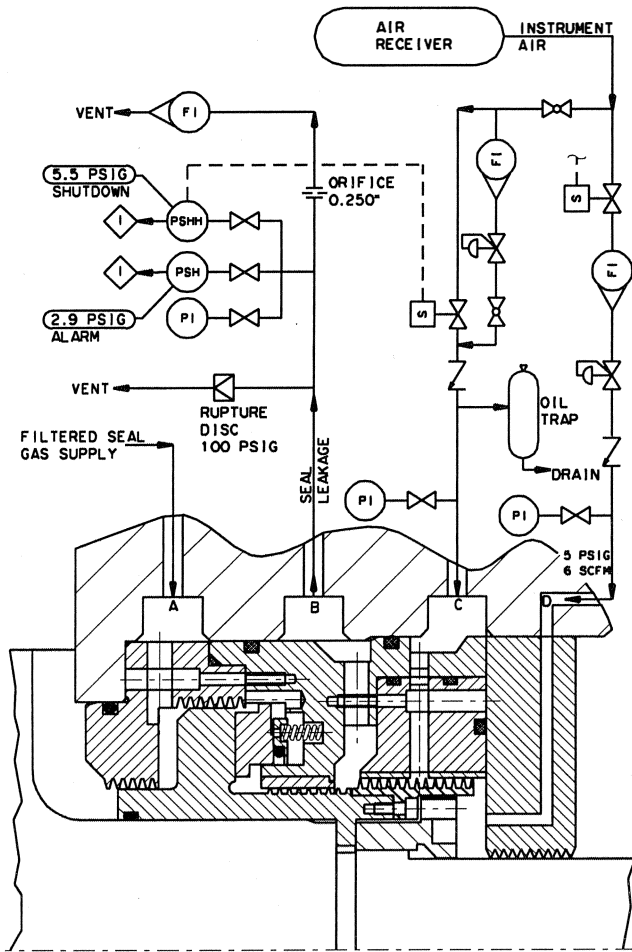 AIR
RECEIVER
INSTRUMENT
AIR
VENT
FI
5.5 PSIG
SHUTDOWN
ORIFICE
0.250"
FI
S
I
PSHH
FI
I
PSH
2.9 PSIG
ALARM
PI
S
VENT
RUPTURE
DISC
100 PSIG
OIL
TRAP
FILTERED SEAL
GAS SUPPLY
SEAL
LEAKAGE
DRAIN
PI
PI
5 PSIG
6 SCFM
A
B
C
D